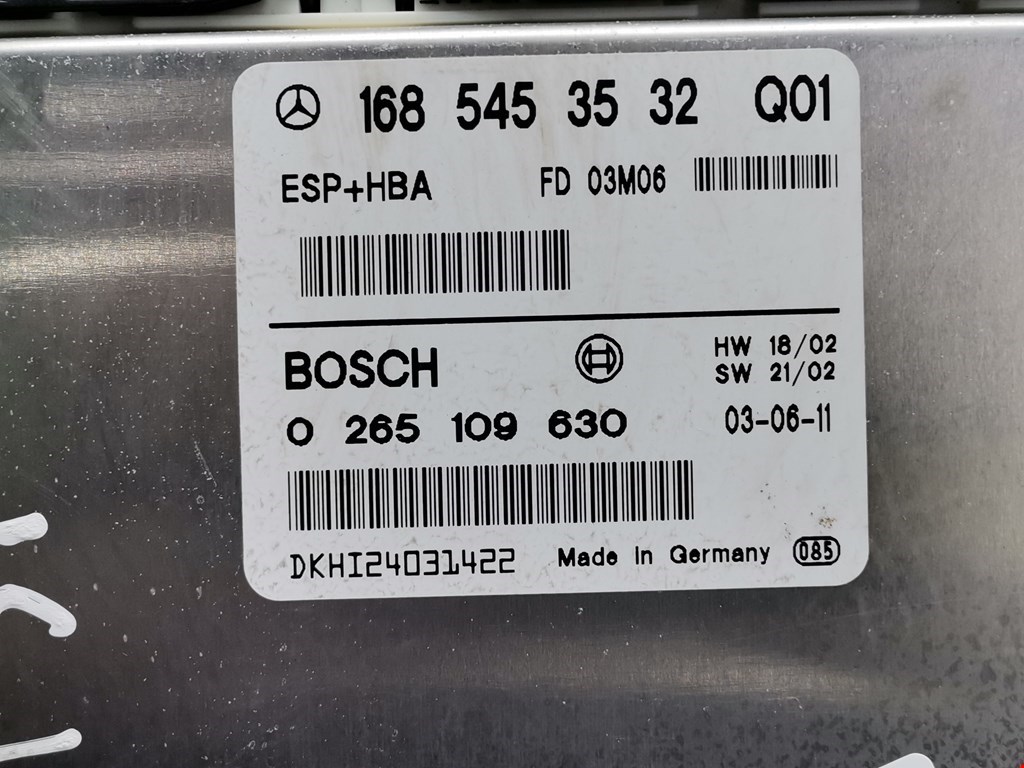 168 545 35 32 Q01
ESP+HBA FD 03M06
BOSCH
HW 18/02
SW 21/02
0 265 109 630 03-06-11
DKHI24031422 Made in Germany 085